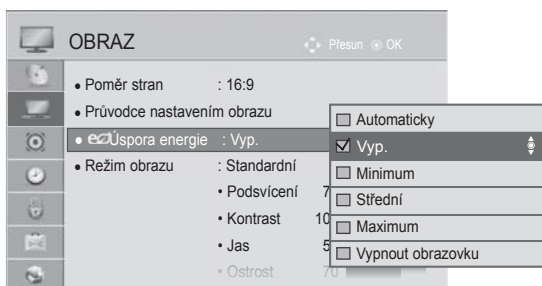 OBRAZ
Přesun OK
• Poměr stran : 16:9
• Průvodce nastavením obrazu
• eco Úspora energie : Vyp.
• Režim obrazu : Standardní
• Podsvícení 7
• Kontrast 10
• Jas 5
• Ostrost 70
Automaticky
Vyp.
Minimum
Střední
Maximum
Vypnout obrazovku